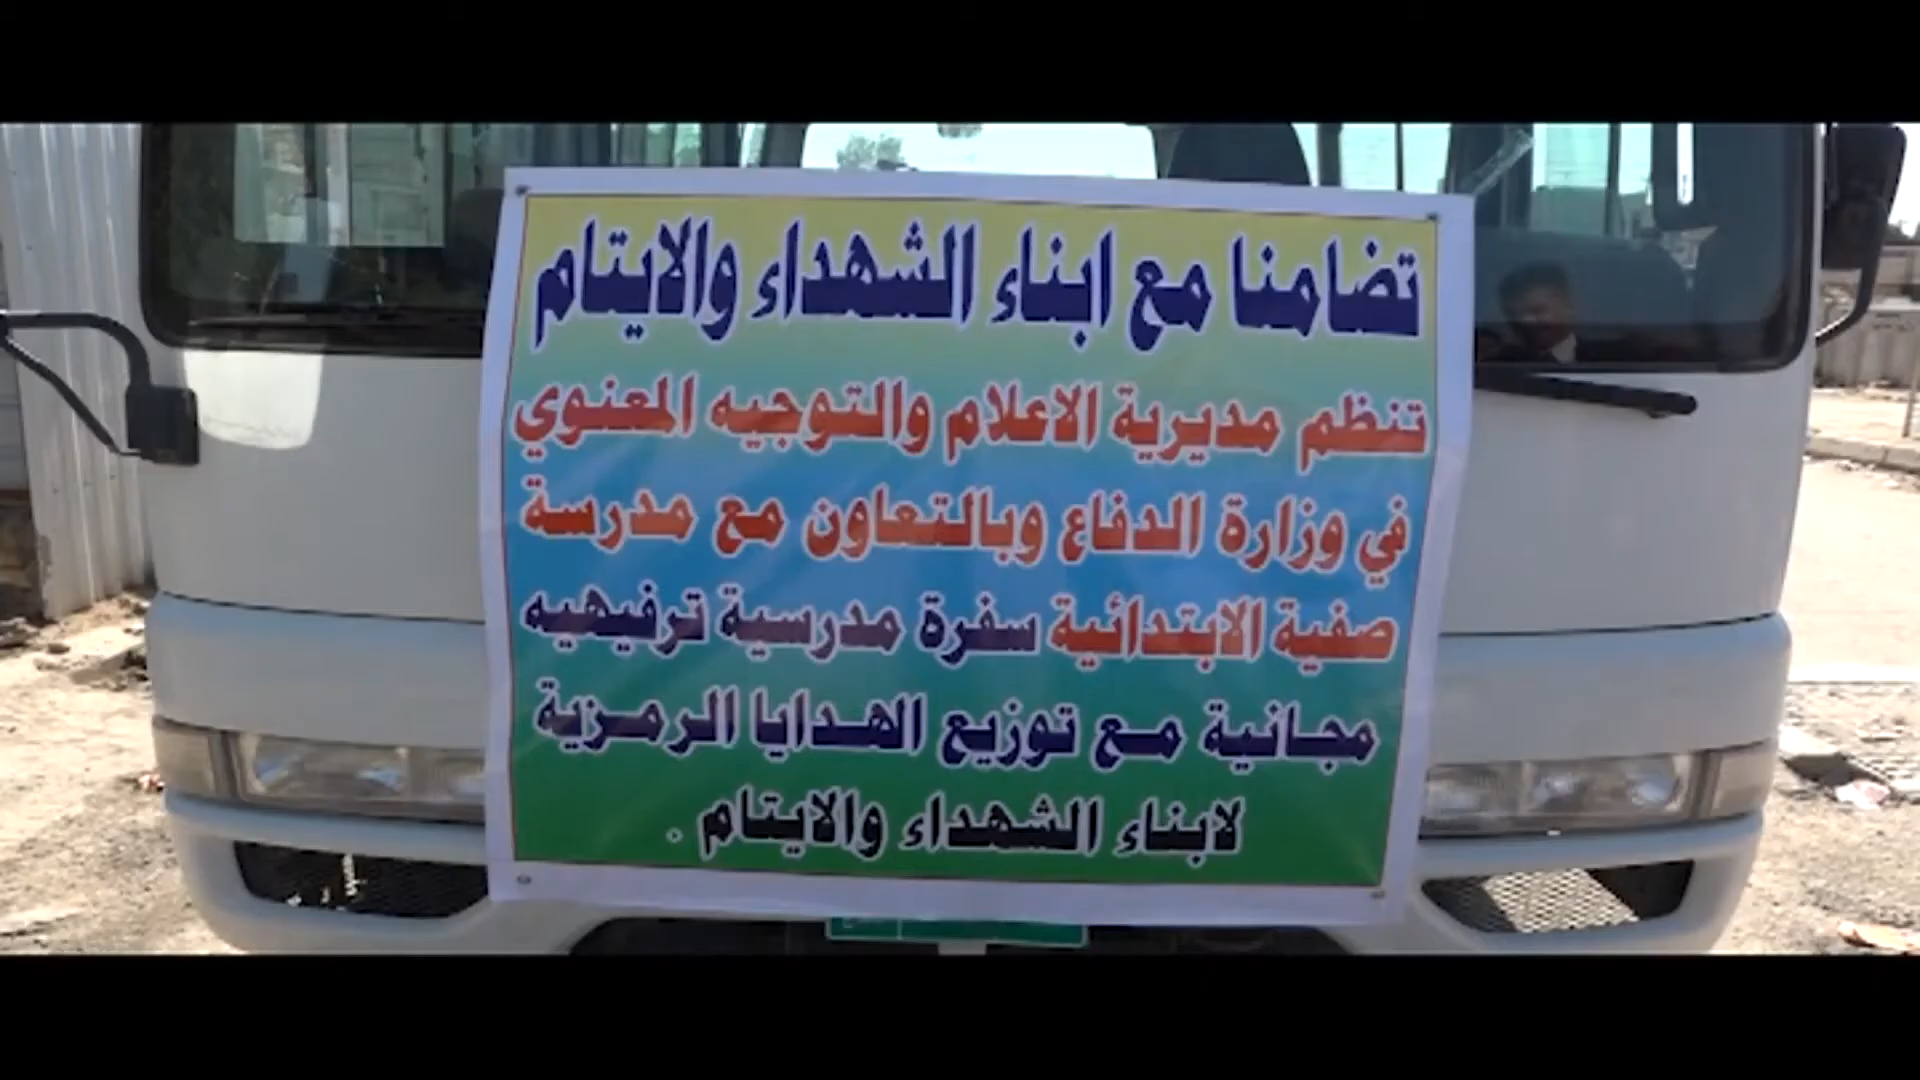 تضامنا مع ابناء الشهداء والايتام
تنظم مديرية الاعلام والتوجيه المعنوي
في وزارة الدفاع وبالتعاون مع مدرسة
صفية الابتدائية سفرة مدرسية ترفيهيه
مجانية مع توزيع الهدايا الرمزية
لابناء الشهداء والايتام .